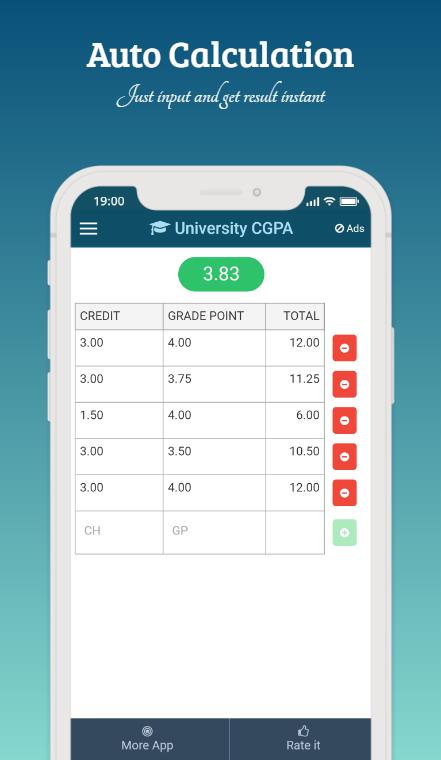 Auto Calculation
Just input and get result instant
19:00
University CGPA
Ads
3.83
CREDIT GRADE POINT TOTAL
3.00 4.00 12.00
3.00 3.75 11.25
1.50 4.00 6.00
3.00 3.50 10.50
3.00 4.00 12.00
CH GP
More App Rate it